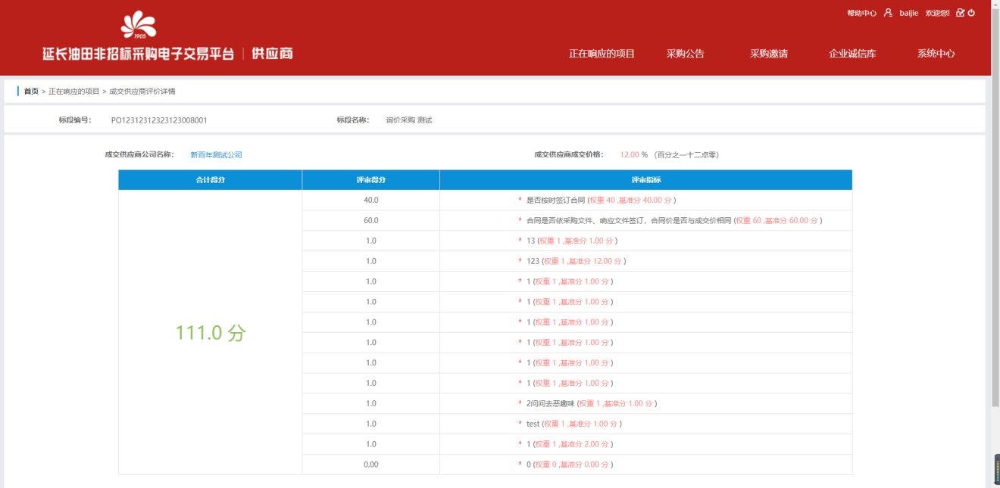 帮助中心 baijie 欢迎您!
1905
延长油田非招标采购电子交易平台 | 供应商
正在响应的项目 采购公告 采购邀请 企业诚信库 系统中心
首页 > 正在响应的项目 > 成交供应商评价详情
标段编号: PO12312312323123008001 标段名称: 询价采购 测试
成交供应商公司名称: 新百年测试公司 成交供应商成交价格: 12.00 % (百分之一十二点零)
合计得分 评审得分 评审指标
40.0 * 是否按时签订合同 (权重 40 ,基准分 40.00 分 )
60.0 * 合同是否依采购文件、响应文件签订，合同价是否与成交价相同 (权重 60 ,基准分 60.00 分 )
1.0 * 13 (权重 1 ,基准分 1.00 分 )
1.0 * 123 (权重 1 ,基准分 12.00 分 )
1.0 * 1 (权重 1 ,基准分 1.00 分 )
1.0 * 1 (权重 1 ,基准分 1.00 分 )
1.0 * 1 (权重 1 ,基准分 1.00 分 )
111.0 分
1.0 * 1 (权重 1 ,基准分 1.00 分 )
1.0 * 1 (权重 1 ,基准分 1.00 分 )
1.0 * 1 (权重 1 ,基准分 1.00 分 )
1.0 * 2问问去恶趣味 (权重 1 ,基准分 1.00 分 )
1.0 * test (权重 1 ,基准分 1.00 分 )
1.0 * 1 (权重 1 ,基准分 2.00 分 )
0.00 * 0 (权重 0 ,基准分 0.00 分 )